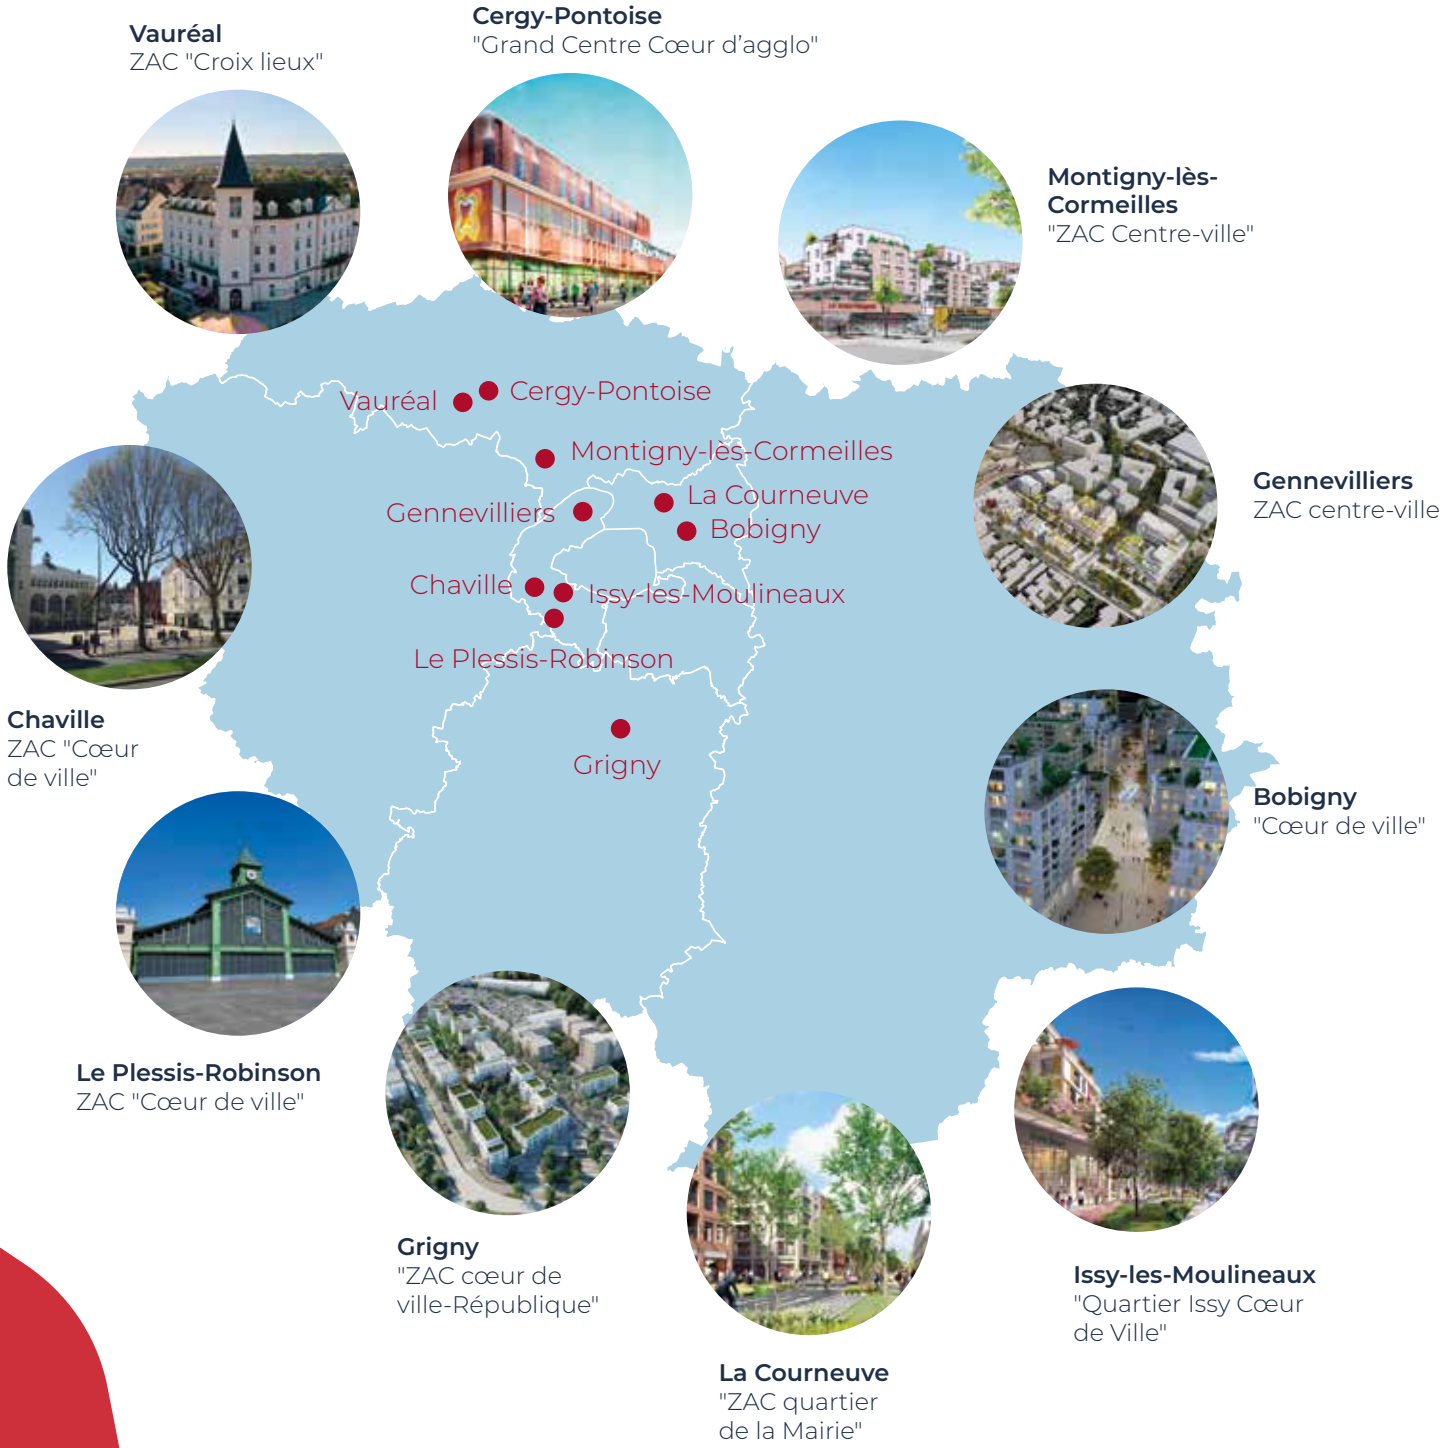 Vauréal
ZAC "Croix lieux"
Cergy-Pontoise
"Grand Centre Cœur d’agglo"
Montigny-lès-
Cormeilles
"ZAC Centre-ville"
Vauréal
Cergy-Pontoise
Montigny-lès-Cormeilles
La Courneuve
Gennevilliers
Bobigny
Chaville
Issy-les-Moulineaux
Le Plessis-Robinson
Grigny
Gennevilliers
ZAC centre-ville
Chaville
ZAC "Cœur
de ville"
Bobigny
"Cœur de ville"
Le Plessis-Robinson
ZAC "Cœur de ville"
Grigny
"ZAC cœur de
ville-République"
Issy-les-Moulineaux
"Quartier Issy Cœur
de Ville"
La Courneuve
"ZAC quartier
de la Mairie"